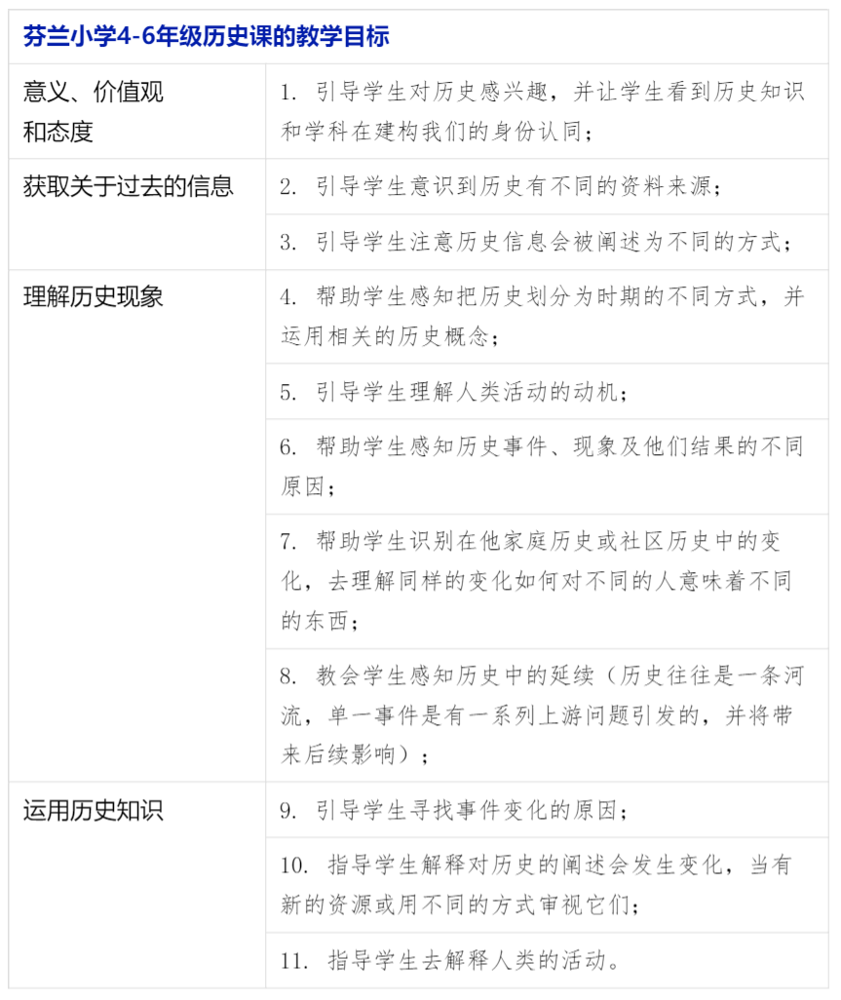 芬兰小学4-6年级历史课的教学目标
意义、价值观
和态度
1. 引导学生对历史感兴趣，并让学生看到历史知识
和学科在建构我们的身份认同；
获取关于过去的信息
2. 引导学生意识到历史有不同的资料来源；
3. 引导学生注意历史信息会被阐述为不同的方式；
理解历史现象
4. 帮助学生感知把历史划分为时期的不同方式，并
运用相关的历史概念；
5. 引导学生理解人类活动的动机；
6. 帮助学生感知历史事件、现象及他们结果的不同
原因；
7. 帮助学生识别在他家庭历史或社区历史中的变
化，去理解同样的变化如何对不同的人意味着不同
的东西；
8. 教会学生感知历史中的延续（历史往往是一条河
流，单一事件是有一系列上游问题引发的，并将带
来后续影响）；
运用历史知识
9. 引导学生寻找事件变化的原因；
10. 指导学生解释对历史的阐述会发生变化，当有
新的资源或用不同的方式审视它们；
11. 指导学生去解释人类的活动。